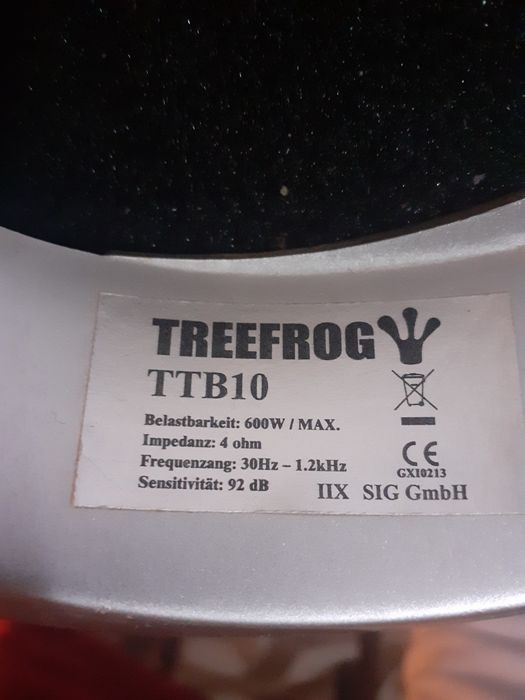 TREEFROG
TTB10
Belastbarkeit: 600W / MAX.
Impedanz: 4 ohm
Frequenzang: 30Hz – 1.2kHz
Sensitivität: 92 dB
CE
GXI0213
IIX SIG GmbH